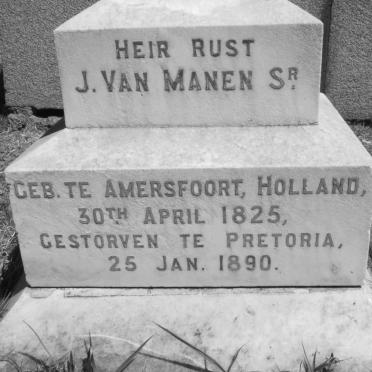 HEIR RUST
J. VAN MANEN SR
GEB. TE AMERSFOORT, HOLLAND,
30TH APRIL 1825,
GESTORVEN TE PRETORIA,
25 JAN. 1890.